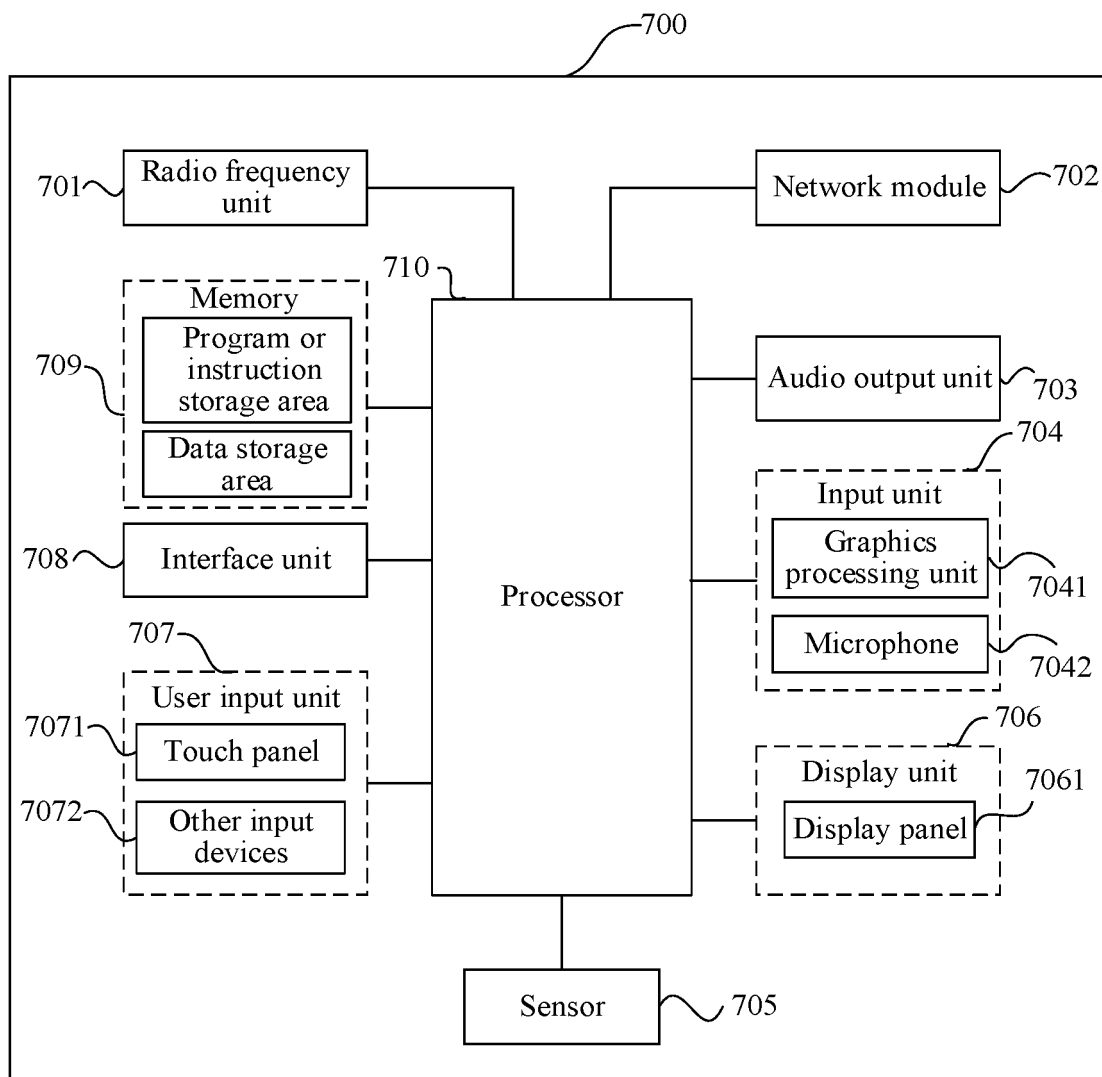 700
701
Radio frequency
unit
Network module
702
710
Memory
Program or
instruction
storage area
Data storage
area
709
Audio output unit
703
704
Input unit
Graphics
processing unit
7041
Microphone
7042
708
Interface unit
Processor
707
User input unit
7071
Touch panel
7072
Other input
devices
706
Display unit
7061
Display panel
Sensor
705